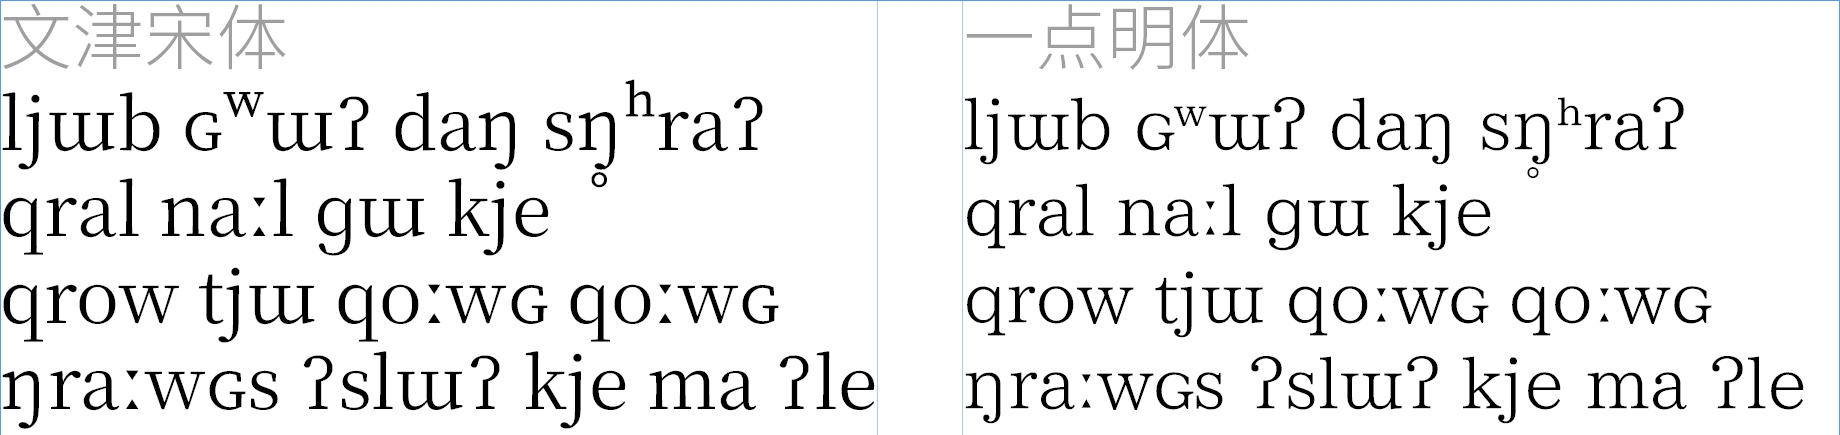 文津宋体
ljɯb ɢʷɯʔ daŋ sŋ̊ʰraʔ
qral naːl ɡɯ kje
qrow tjɯ qoːwɢ qoːwɢ
ŋraːwɢs ʔslɯʔ kje ma ʔle
一点明体
ljɯb ɢʷɯʔ daŋ sŋ̊ʰraʔ
qral naːl ɡɯ kje
qrow tjɯ qoːwɢ qoːwɢ
ŋraːwɢs ʔslɯʔ kje ma ʔle